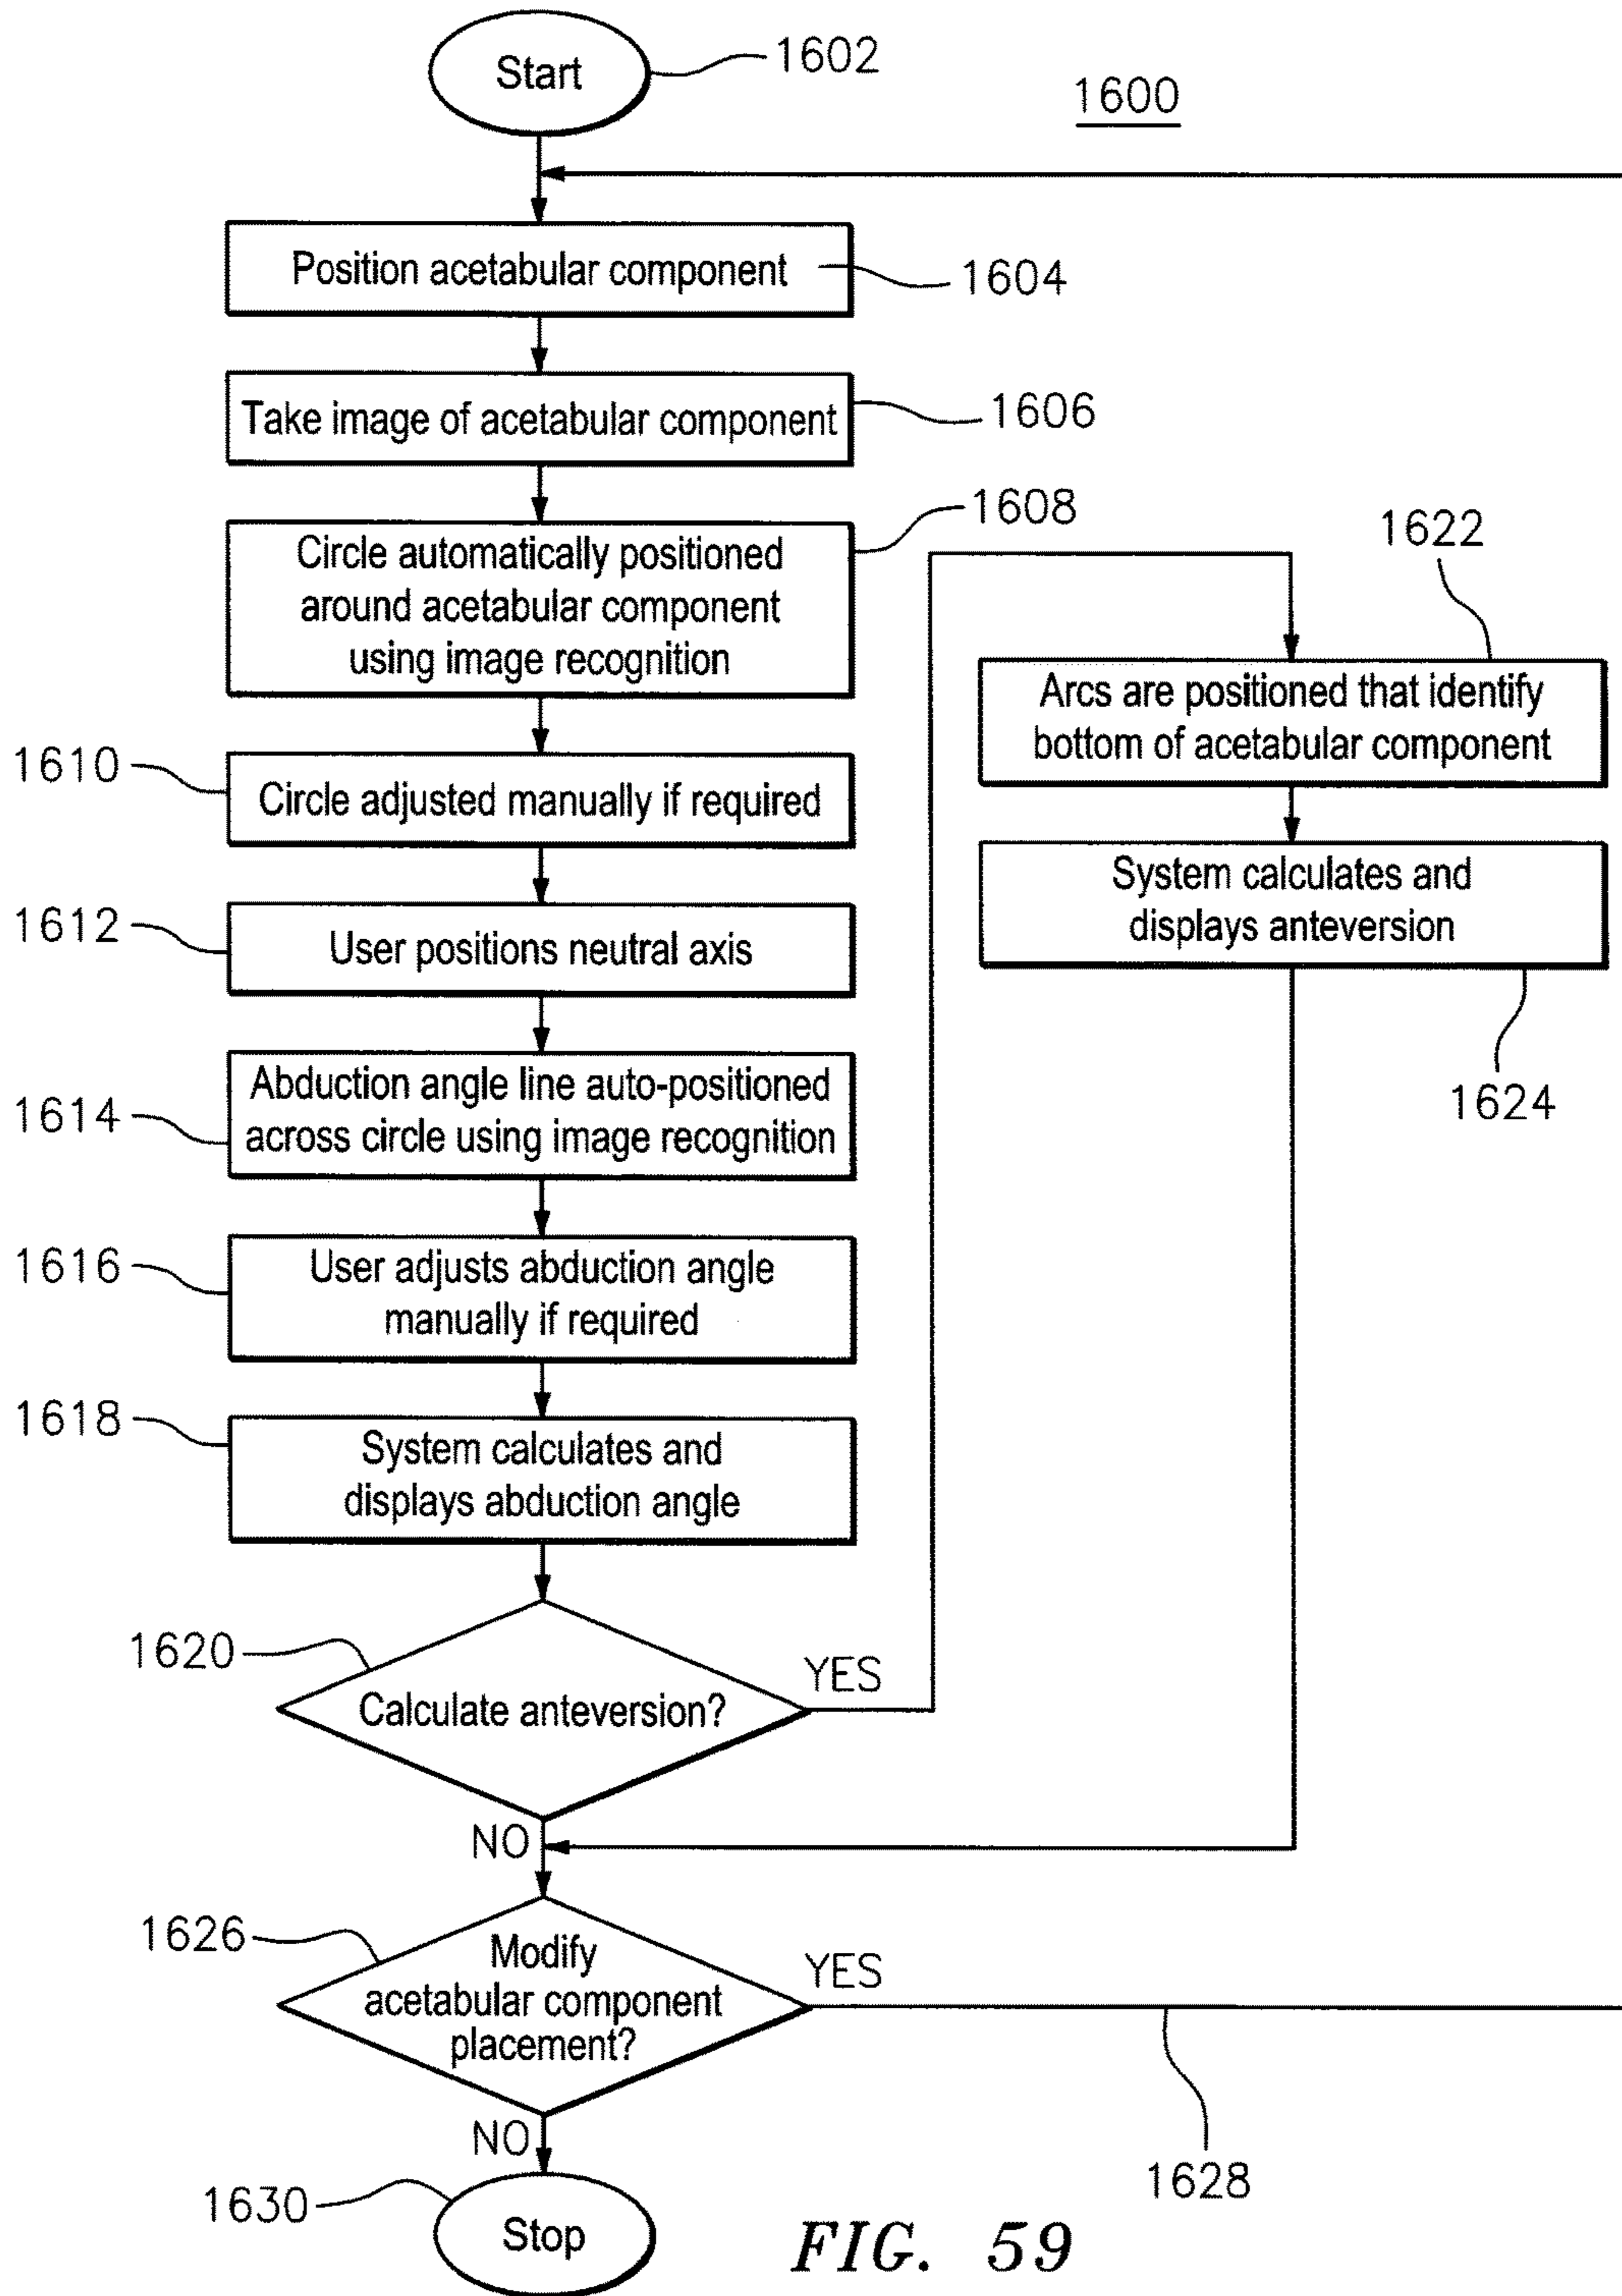 Start
1602
1600
Position acetabular component
1604
Take image of acetabular component
1606
Circle automatically positioned
around acetabular component
using image recognition
1608
1610
Circle adjusted manually if required
1612
User positions neutral axis
1614
Abduction angle line auto-positioned
across circle using image recognition
1616
User adjusts abduction angle
manually if required
1618
System calculates and
displays abduction angle
1620
Calculate anteversion?
YES
NO
1622
Arcs are positioned that identify
bottom of acetabular component
System calculates and
displays anteversion
1624
1626
Modify
acetabular component
placement?
YES
1628
NO
1630
Stop
FIG. 59